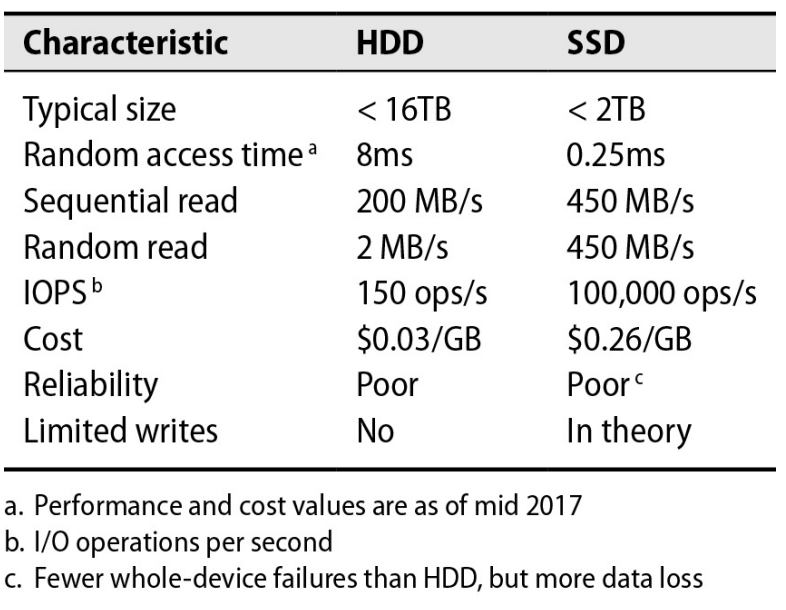 Characteristic HDD SSD
Typical size < 16TB < 2TB
Random access time a 8ms 0.25ms
Sequential read 200 MB/s 450 MB/s
Random read 2 MB/s 450 MB/s
IOPS b 150 ops/s 100,000 ops/s
Cost $0.03/GB $0.26/GB
Reliability Poor Poor c
Limited writes No In theory
a. Performance and cost values are as of mid 2017
b. I/O operations per second
c. Fewer whole-device failures than HDD, but more data loss